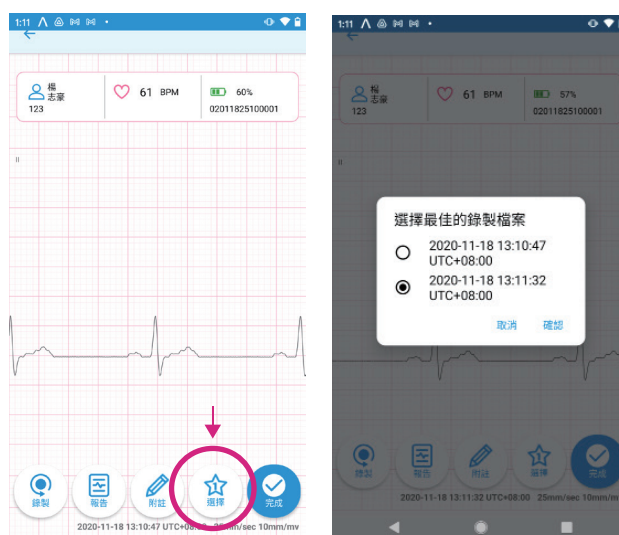 1:11
楊
志豪
123
61 BPM
60%
02011825100001
II
錄製
報告
附註
選擇
完成
2020-11-18 13:10:47 UTC+08:00 25mm/sec 10mm/mv
1:11
楊
志豪
123
61 BPM
57%
02011825100001
II
選擇最佳的錄製檔案
2020-11-18 13:10:47
UTC+08:00
2020-11-18 13:11:32
UTC+08:00
取消
確認
錄製
報告
附註
選擇
完成
2020-11-18 13:11:32 UTC+08:00 25mm/sec 10mm/m